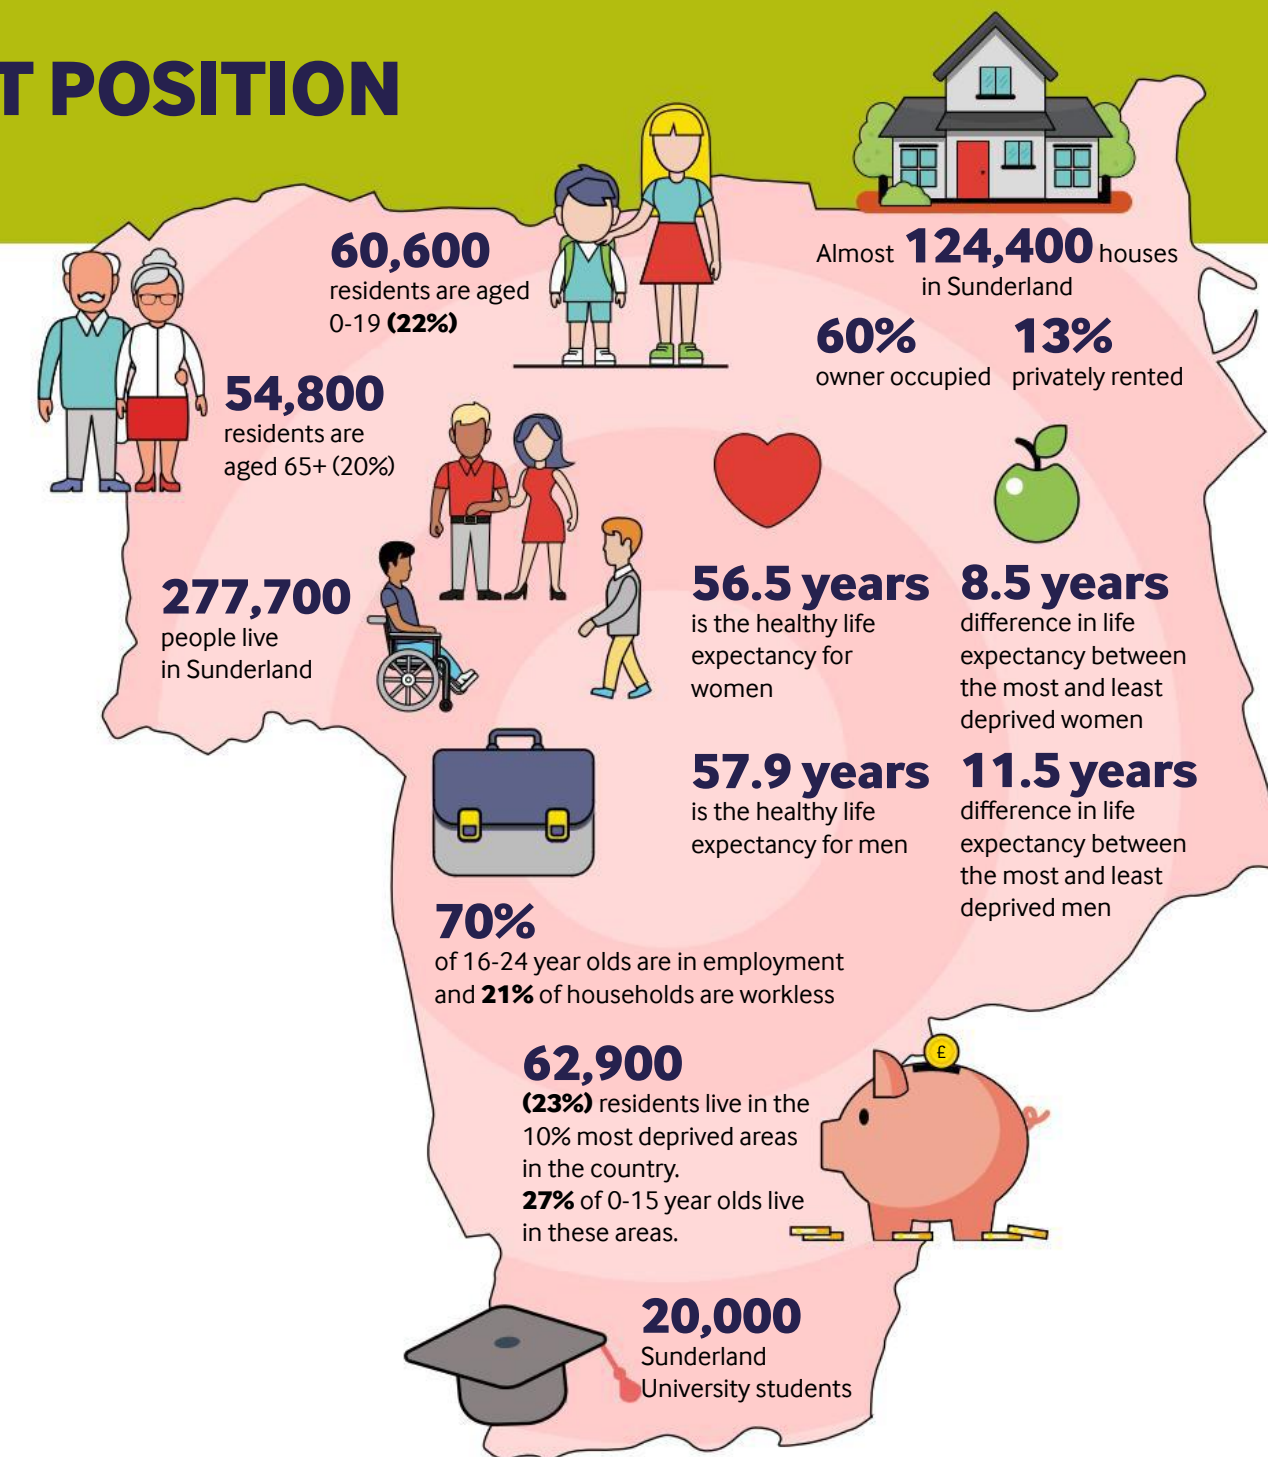 T POSITION
60,600
residents are aged
0-19 (22%)
54,800
residents are
aged 65+ (20%)
277,700
people live
in Sunderland
Almost 124,400 houses
in Sunderland
60%
owner occupied
13%
privately rented
56.5 years
is the healthy life
expectancy for
women
8.5 years
difference in life
expectancy between
the most and least
deprived women
57.9 years
is the healthy life
expectancy for men
11.5 years
difference in life
expectancy between
the most and least
deprived men
70%
of 16-24 year olds are in employment
and 21% of households are workless
£
62,900
(23%) residents live in the
10% most deprived areas
in the country.
27% of 0-15 year olds live
in these areas.
20,000
Sunderland
University students